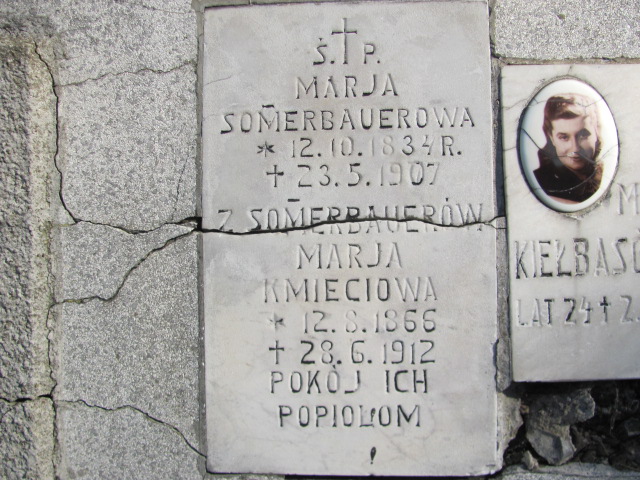 Ś.†P.
MARJA
SOMERBAUEROWA
* 12.10.1834 R.
† 23.5.1907
Z SOMERBAUERÓW
MARJA
KMIECIOWA
* 12.8.1866
† 28.6.1912
POKÓJ ICH
POPIOŁOM
!
LAT 24 †